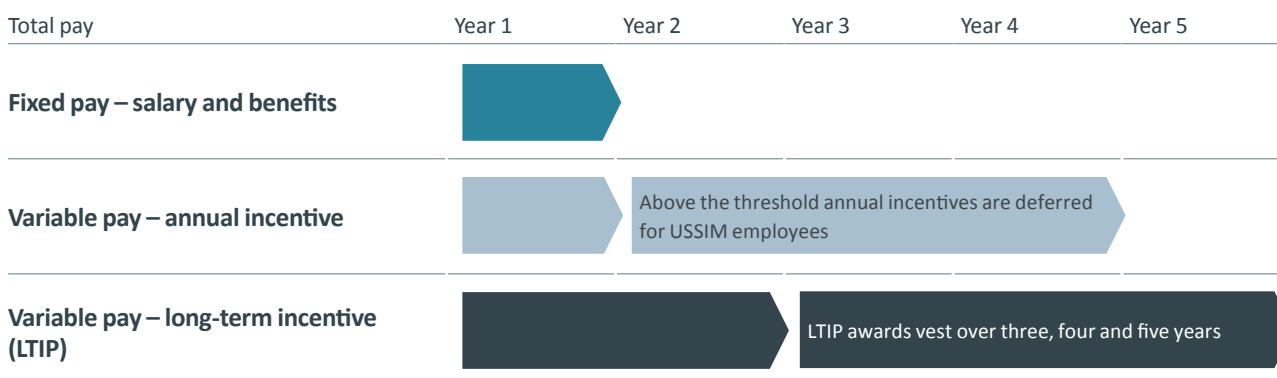 Total pay Year 1 Year 2 Year 3 Year 4 Year 5
Fixed pay – salary and benefits
Variable pay – annual incentive
Above the threshold annual incentives are deferred
for USSIM employees
Variable pay – long-term incentive
(LTIP)
LTIP awards vest over three, four and five years